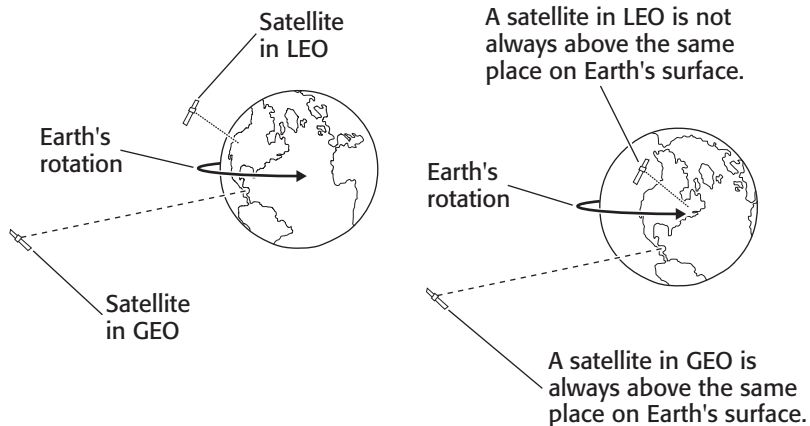 Satellite
in LEO
Earth's
rotation
Satellite
in GEO
A satellite in LEO is not
always above the same
place on Earth's surface.
Earth's
rotation
A satellite in GEO is
always above the same
place on Earth's surface.